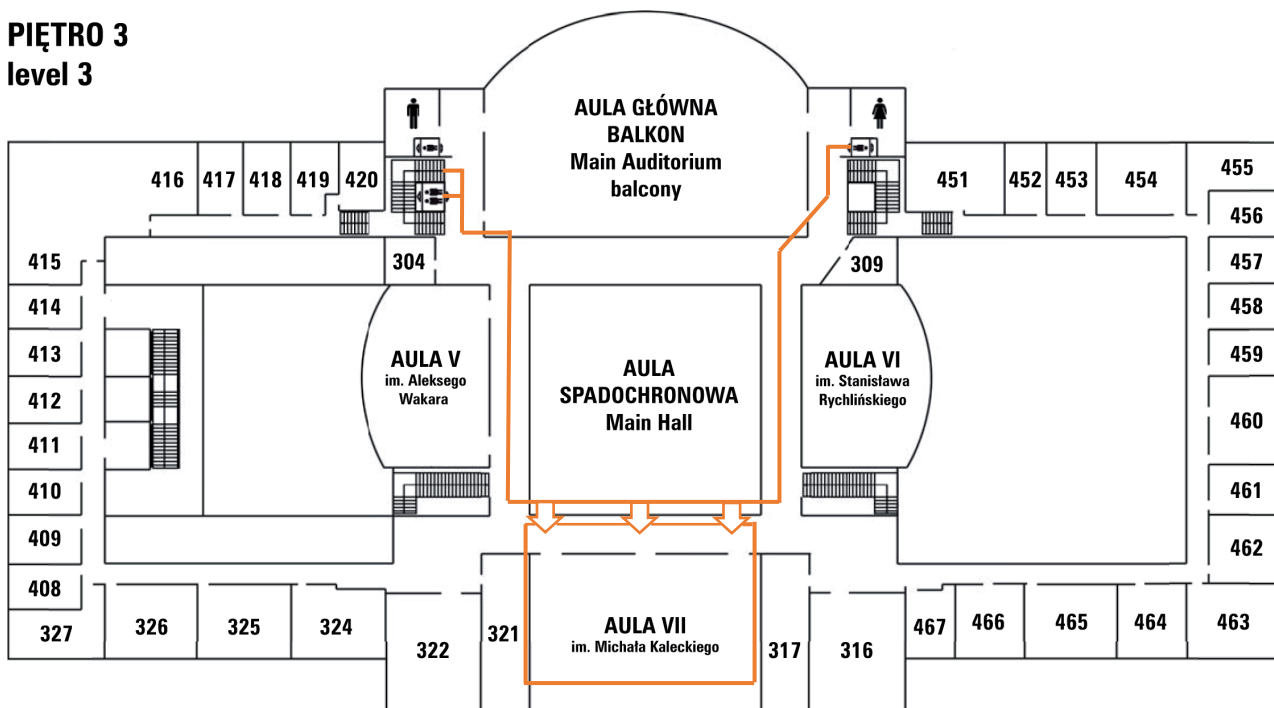 PIĘTRO 3
level 3
AULA GŁÓWNA
BALKON
Main Auditorium
balcony
416 417 418 419 420
451 452 453 454 455
456
415 304 309 457
414 458
413 459
412 460
411
410 461
409 462
408
AULA V
im. Aleksego
Wakara
AULA
SPADOCHRONOWA
Main Hall
AULA VI
im. Stanisława
Rychlińskiego
327 326 325 324 322 321
AULA VII
im. Michała Kaleckiego
317 316 467 466 465 464 463